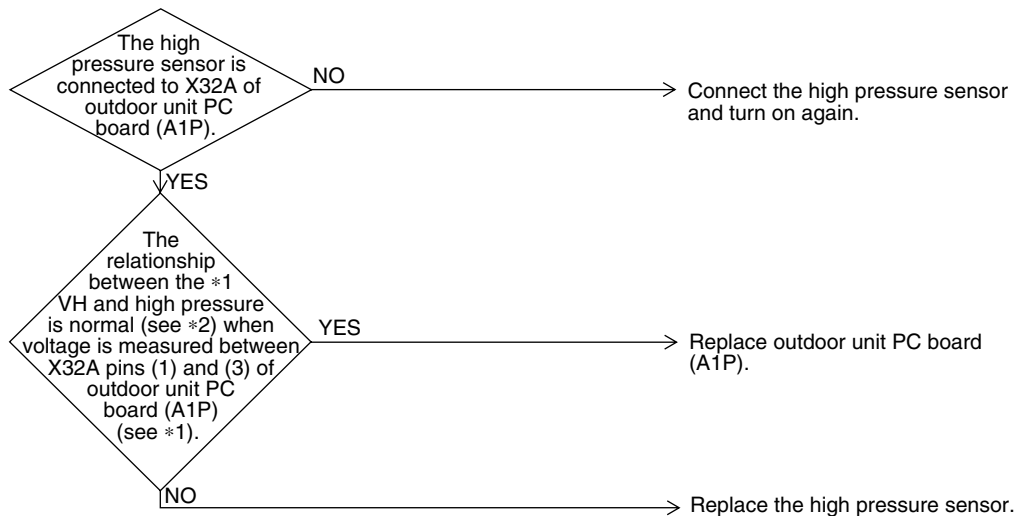 The high
pressure sensor is
connected to X32A of
outdoor unit PC
board (A1P).
NO
Connect the high pressure sensor
and turn on again.
YES
The
relationship
between the *1
VH and high pressure
is normal (see *2) when
voltage is measured between
X32A pins (1) and (3) of
outdoor unit PC
board (A1P)
(see *1).
YES
Replace outdoor unit PC board
(A1P).
NO
Replace the high pressure sensor.